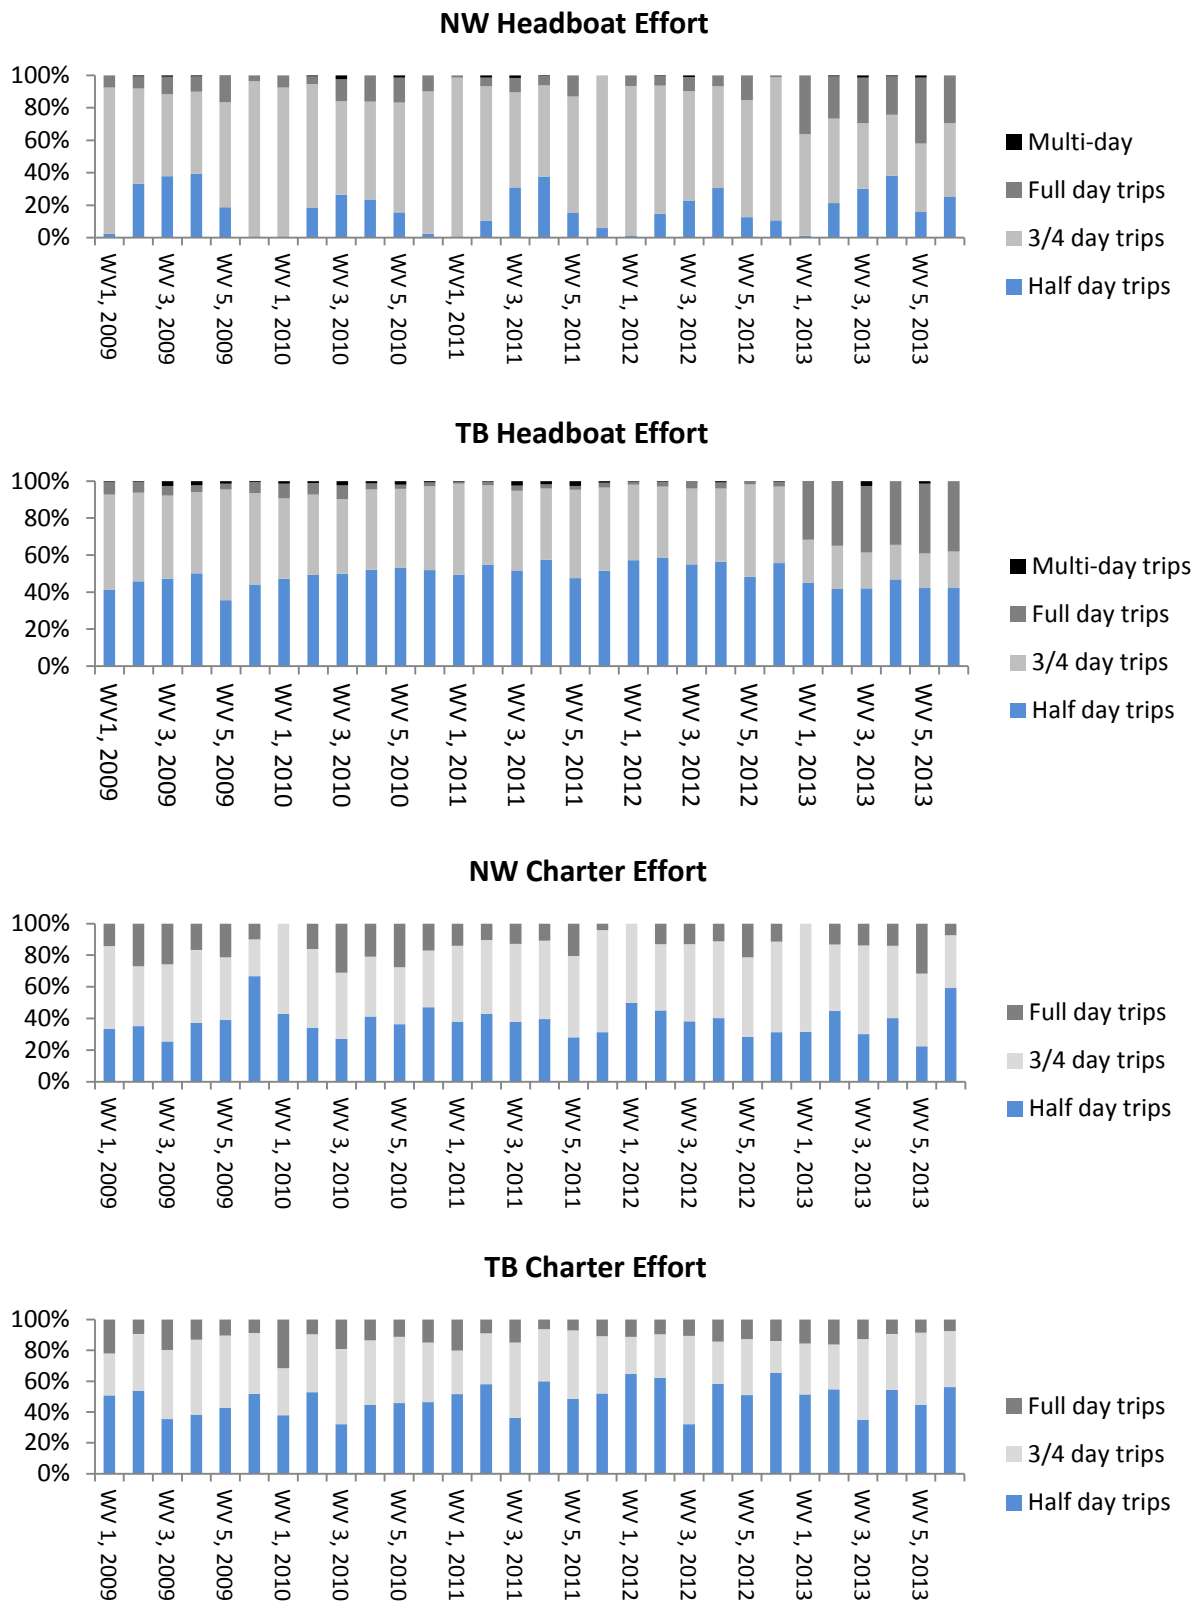 NW Headboat Effort
100%
80%
60%
40%
20%
0%
WV1, 2009
WV 3, 2009
WV 5, 2009
WV 1, 2010
WV 3, 2010
WV 5, 2010
WV1, 2011
WV 3, 2011
WV 5, 2011
WV 1, 2012
WV 3, 2012
WV 5, 2012
WV 1, 2013
WV 3, 2013
WV 5, 2013
Multi-day
Full day trips
3/4 day trips
Half day trips
TB Headboat Effort
100%
80%
60%
40%
20%
0%
WV1, 2009
WV 3, 2009
WV 5, 2009
WV 1, 2010
WV 3, 2010
WV 5, 2010
WV 1, 2011
WV 3, 2011
WV 5, 2011
WV 1, 2012
WV 3, 2012
WV 5, 2012
WV 1, 2013
WV 3, 2013
WV 5, 2013
Multi-day trips
Full day trips
3/4 day trips
Half day trips
NW Charter Effort
100%
80%
60%
40%
20%
0%
WV 1, 2009
WV 3, 2009
WV 5, 2009
WV 1, 2010
WV 3, 2010
WV 5, 2010
WV 1, 2011
WV 3, 2011
WV 5, 2011
WV 1, 2012
WV 3, 2012
WV 5, 2012
WV 1, 2013
WV 3, 2013
WV 5, 2013
Full day trips
3/4 day trips
Half day trips
TB Charter Effort
100%
80%
60%
40%
20%
0%
WV 1, 2009
WV 3, 2009
WV 5, 2009
WV 1, 2010
WV 3, 2010
WV 5, 2010
WV 1, 2011
WV 3, 2011
WV 5, 2011
WV 1, 2012
WV 3, 2012
WV 5, 2012
WV 1, 2013
WV 3, 2013
WV 5, 2013
Full day trips
3/4 day trips
Half day trips